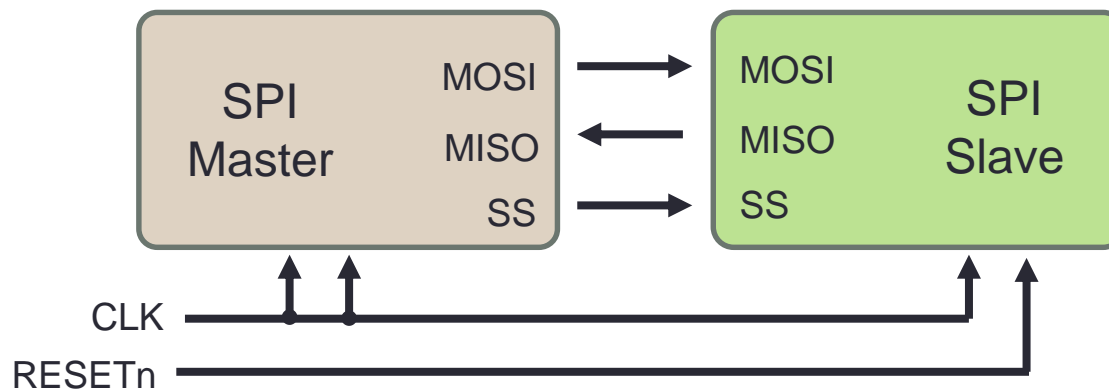 SPI
Master
MOSI
MISO
SS
MOSI
MISO
SS
SPI
Slave
CLK
RESETn